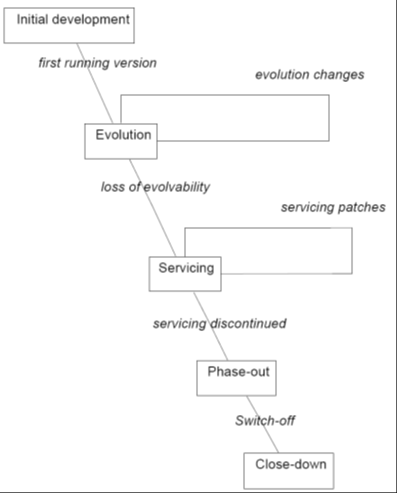 Initial development
first running version
evolution changes
Evolution
loss of evolvability
servicing patches
Servicing
servicing discontinued
Phase-out
Switch-off
Close-down